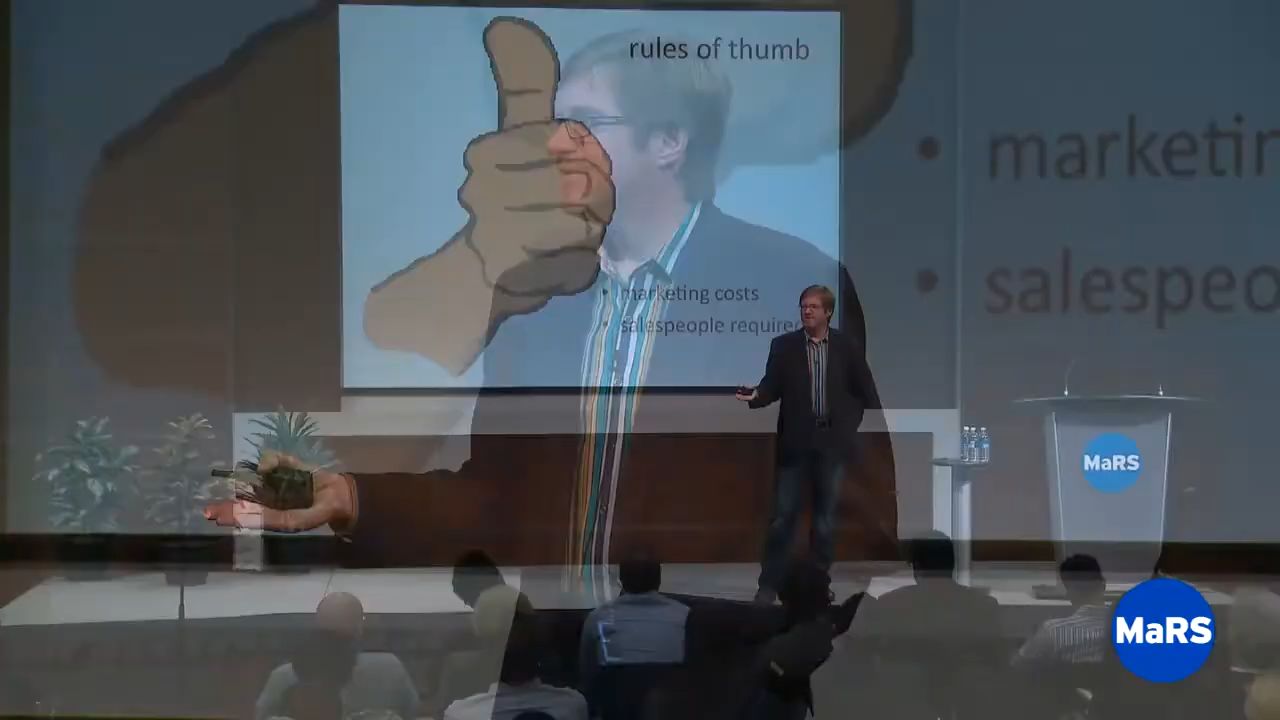 rules of thumb
• marketin
• salespeo
• marketing costs
• salespeople required
MaRS
MaRS